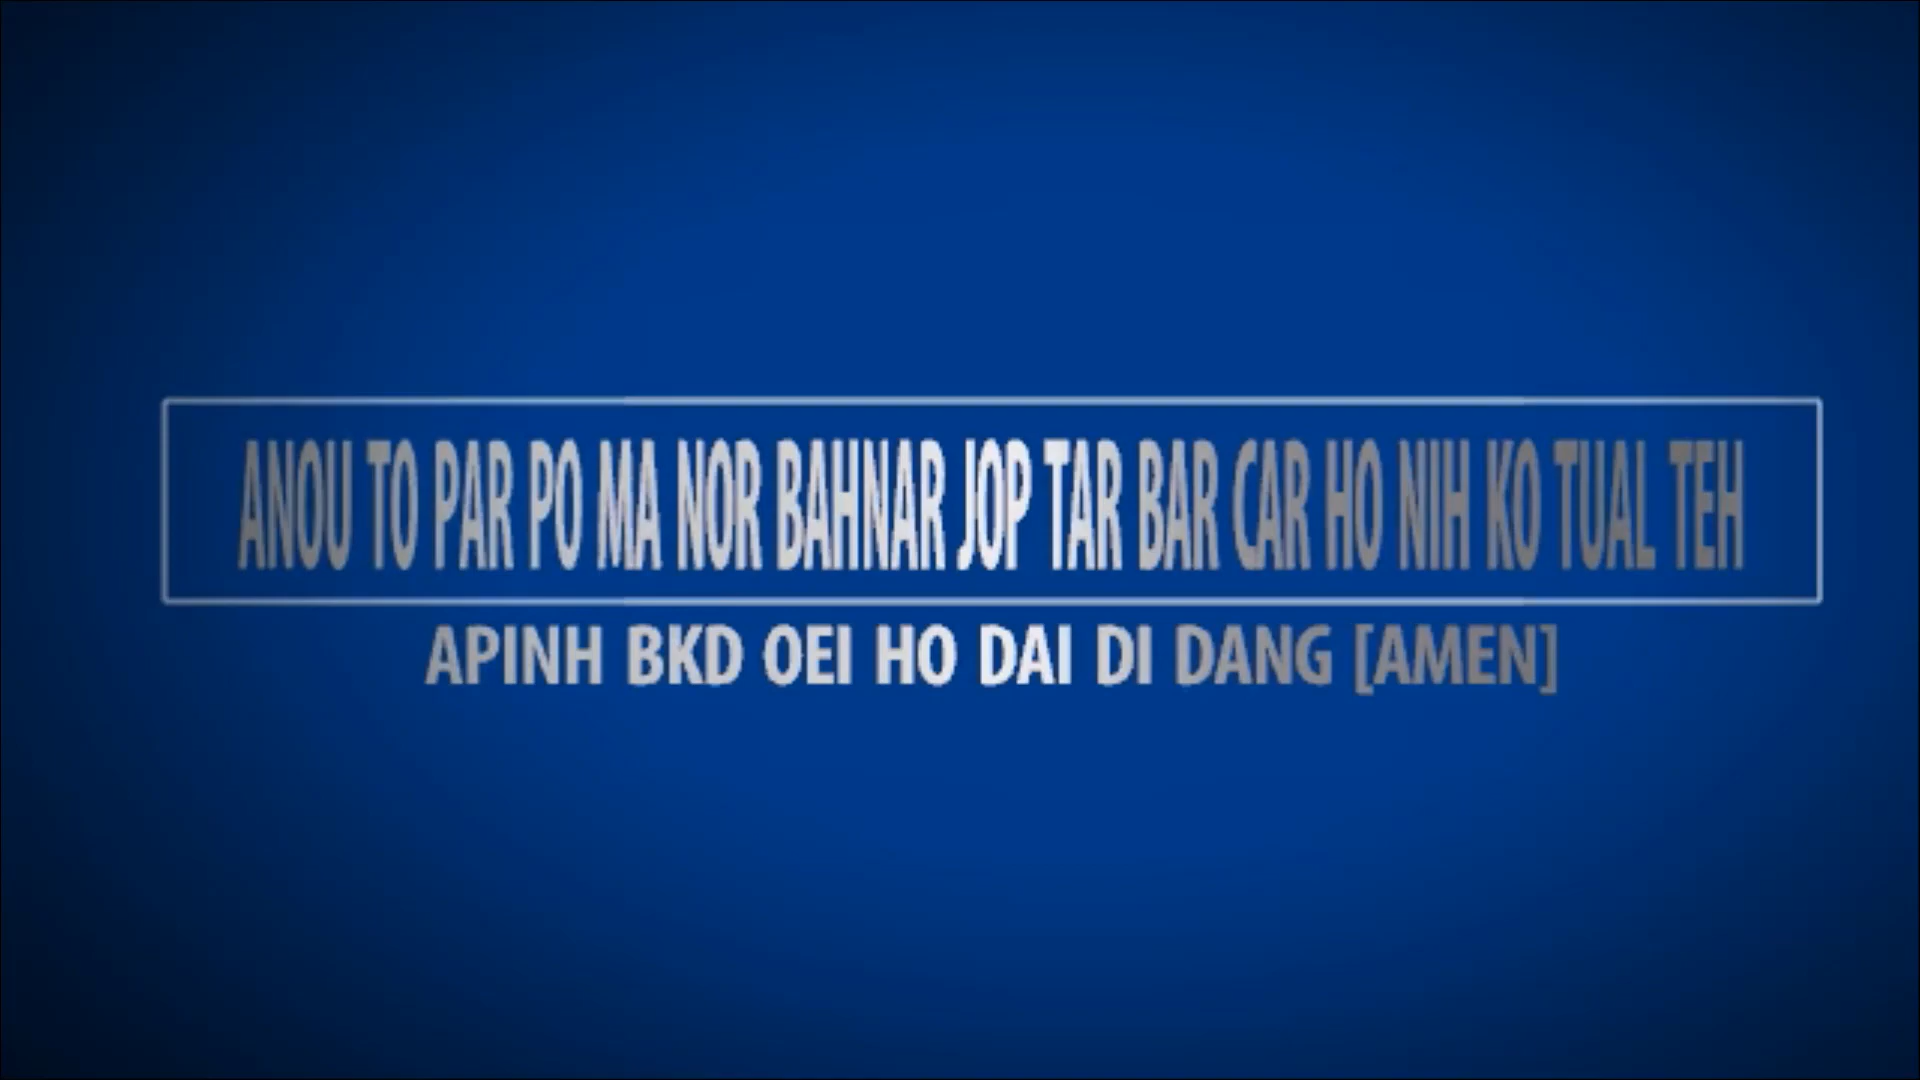 ANOU TO PAR PO MA NOR BAHNAR JOP TAR BAR CAR HO NIH KO TUAL TEH
APINH BKD OEI HO DAI DI DANG [AMEN]